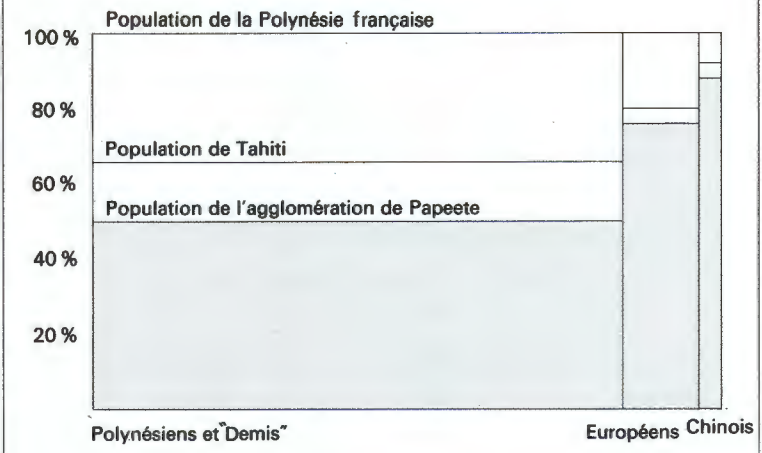 Population de la Polynésie française
100 %
80 %
Population de Tahiti
60 %
Population de l'agglomération de Papeete
40 %
20 %
Polynésiens et "Demis"
Européens
Chinois